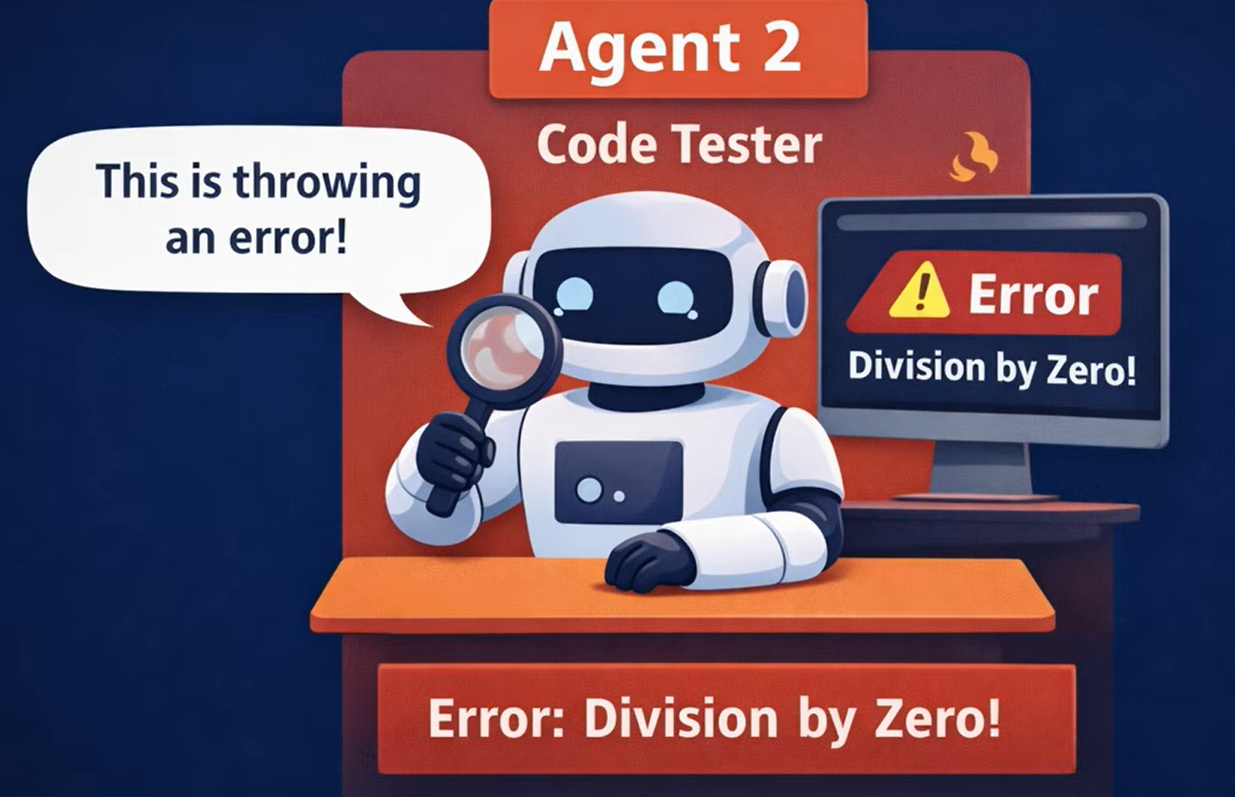 Agent 2
Code Tester
This is throwing
an error!
Error
Division by Zero!
Error: Division by Zero!